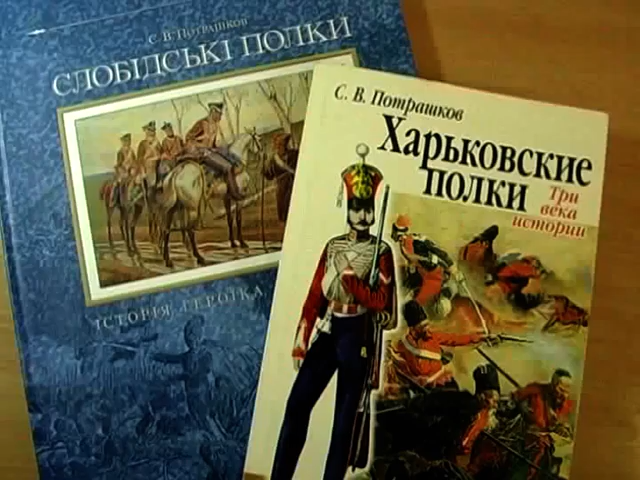 С. В. Потрашков
СЛОБІДСЬКІ ПОЛКИ
ІСТОРІЯ. ГЕРОЇКА
С. В. Потрашков
Харьковские
полки
Три
века
истории